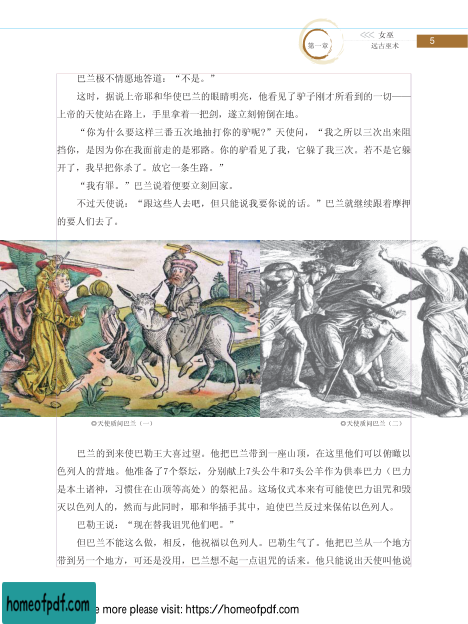 第一章
女巫
远古巫术
5
巴兰极不情愿地答道：“不是。”
这时，据说上帝耶和华使巴兰的眼睛明亮，他看见了驴子刚才所看到的一切——
上帝的天使站在路上，手里拿着一把剑，遂立刻俯倒在地。
“你为什么要这样三番五次地抽打你的驴呢?”天使问，“我之所以三次出来阻
挡你，是因为你在我面前走的是邪路。你的驴看见了我，它躲了我三次。若不是它躲
开了，我早把你杀了。放它一条生路。”
“我有罪。”巴兰说着便要立刻回家。
不过天使说：“跟这些人去吧，但只能说我要你说的话。”巴兰就继续跟着摩押
的要人们去了。
◎天使质问巴兰（一）
◎天使质问巴兰（二）
巴兰的到来使巴勒王大喜过望。他把巴兰带到一座山顶，在这里他们可以俯瞰以
色列人的营地。他准备了7个祭坛，分别献上7头公牛和7头公羊作为供奉巴力（巴力
是本土诸神，习惯住在山顶等高处）的祭祀品。这场仪式本来有可能使巴力诅咒和毁
灭以色列人的，然而与此同时，耶和华插手其中，迫使巴兰反过来保佑以色列人。
巴勒王说：“现在替我诅咒他们吧。”
但巴兰不能这么做，相反，他祝福以色列人。巴勒生气了。他把巴兰从一个地方
带到另一个地方，可还是没用，巴兰想不起一点诅咒的话来。他只能说出天使叫他说
homeofpdf.com
e more please visit: https://homeofpdf.com